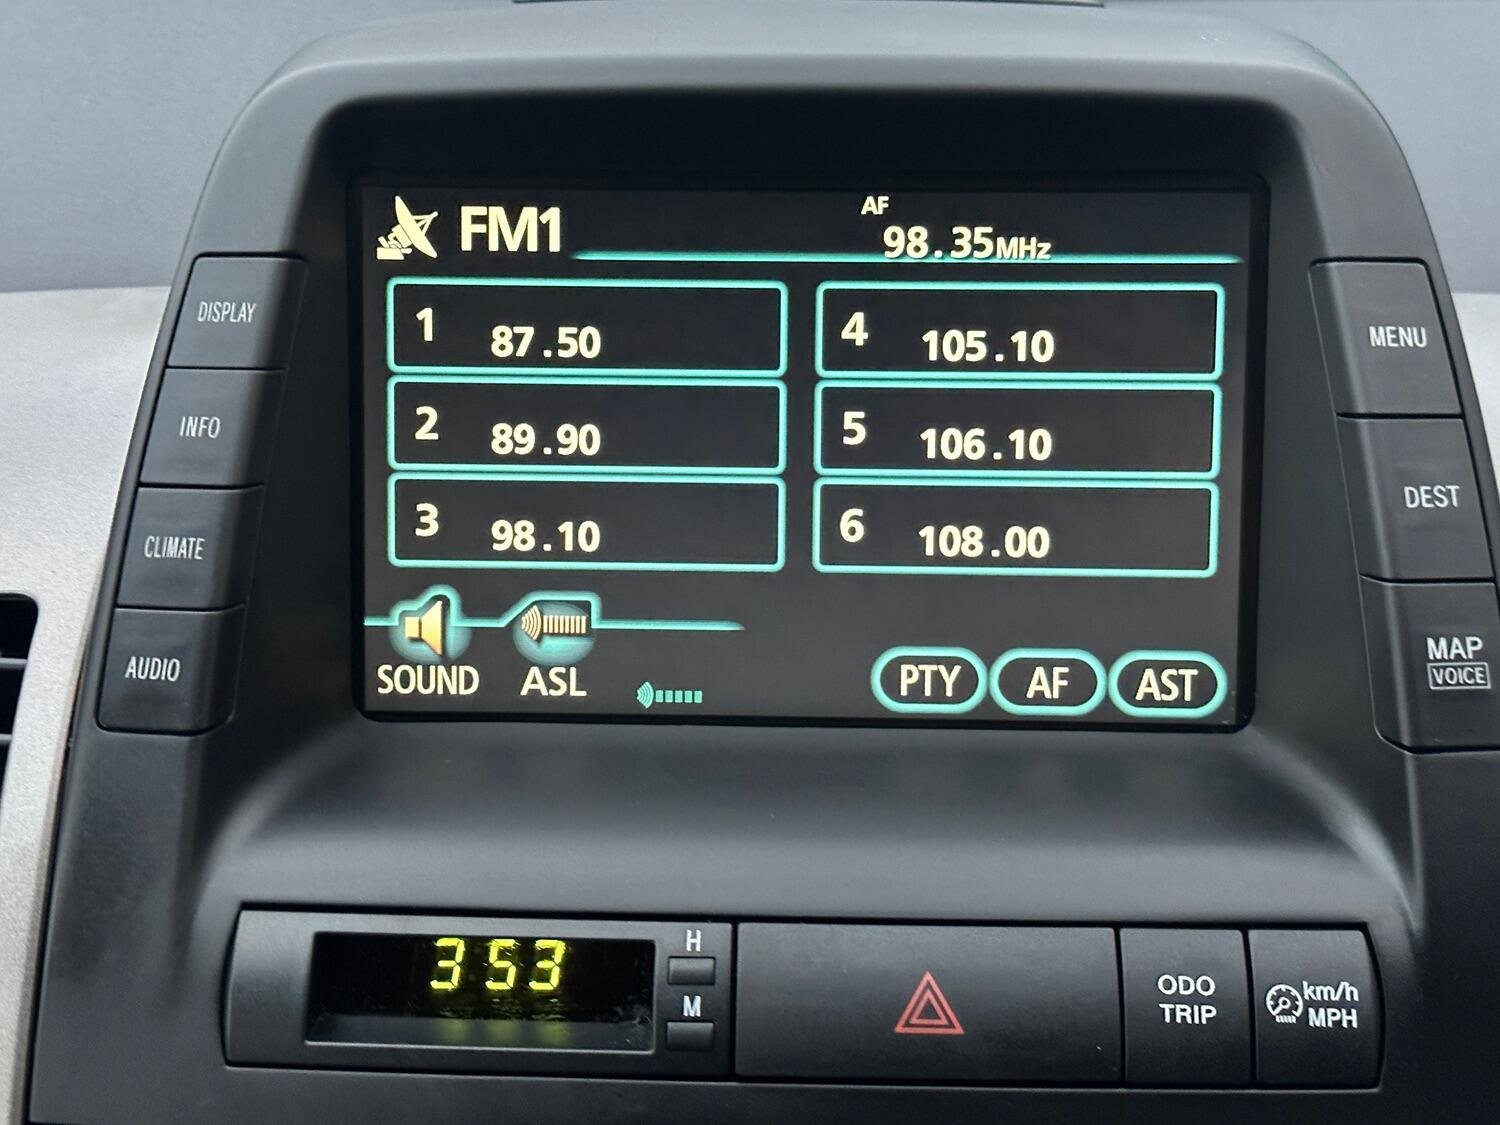 FM1
AF
98.35MHz
1 87.50
2 89.90
3 98.10
4 105.10
5 106.10
6 108.00
SOUND
ASL
PTY
AF
AST
DISPLAY
INFO
CLIMATE
AUDIO
MENU
DEST
MAP
VOICE
3 53
H
M
ODO
TRIP
km/h
MPH